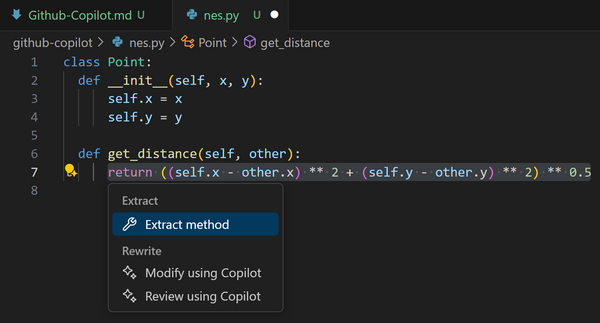 Github-Copilot.md U nes.py U
github-copilot > nes.py > Point > get_distance
1 class Point:
2 def __init__(self, x, y):
3 self.x = x
4 self.y = y
5
6 def get_distance(self, other):
7 return ((self.x - other.x) ** 2 + (self.y - other.y) ** 2) ** 0.5
8
Extract
Extract method
Rewrite
Modify using Copilot
Review using Copilot